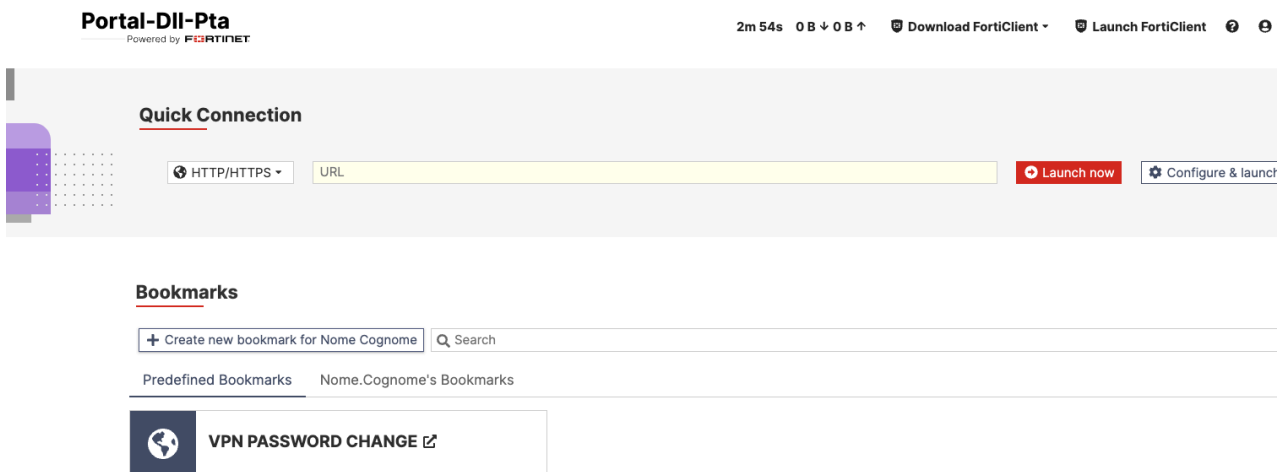 Portal-Dll-Pta
Powered by FORTINET
2m 54s 0 B ↓ 0 B ↑ Download FortiClient Launch FortiClient
Quick Connection
HTTP/HTTPS URL Launch now Configure & launch
Bookmarks
+ Create new bookmark for Nome Cognome Search
Predefined Bookmarks Nome.Cognome's Bookmarks
VPN PASSWORD CHANGE